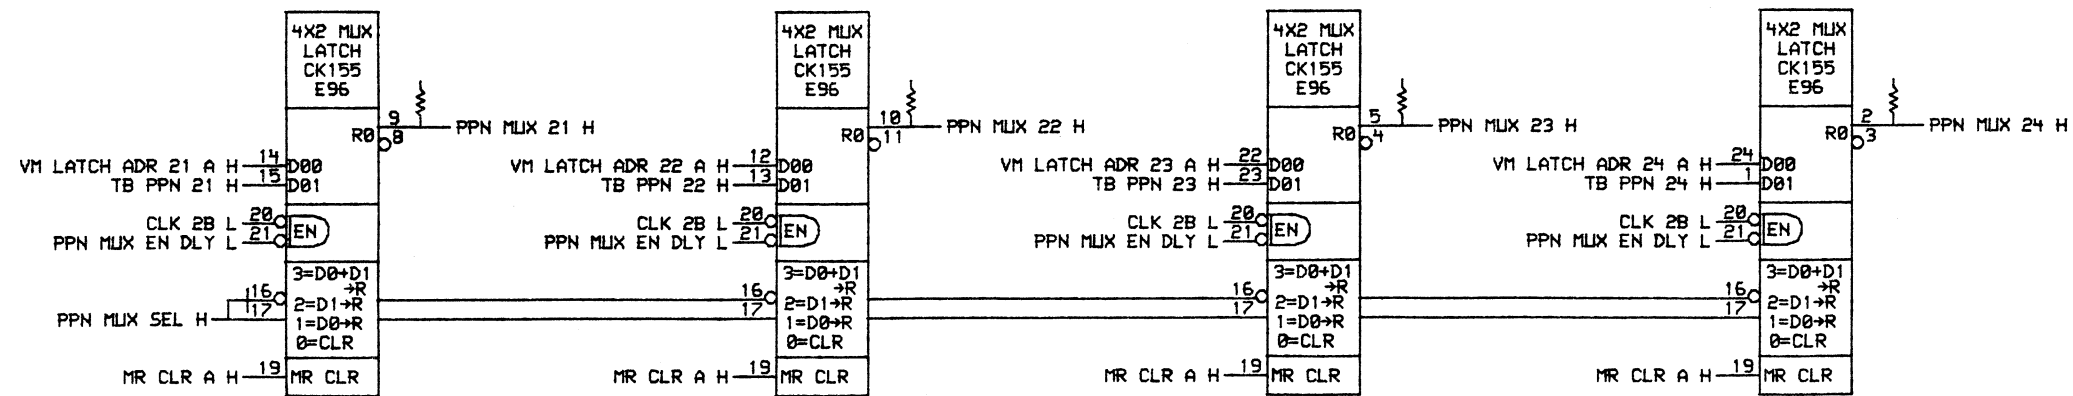 4X2 MUX
LATCH
CK155
E96
R0
9
8
PPN MUX 21 H
VM LATCH ADR 21 A H
14
D00
TB PPN 21 H
15
D01
CLK 2B L
20
PPN MUX EN DLY L
21
EN
3=D0+D1
→R
2=D1→R
1=D0→R
0=CLR
16
17
PPN MUX SEL H
MR CLR A H
19
MR CLR
4X2 MUX
LATCH
CK155
E96
R0
10
11
PPN MUX 22 H
VM LATCH ADR 22 A H
12
D00
TB PPN 22 H
13
D01
CLK 2B L
20
PPN MUX EN DLY L
21
EN
3=D0+D1
→R
2=D1→R
1=D0→R
0=CLR
16
17
MR CLR A H
19
MR CLR
4X2 MUX
LATCH
CK155
E96
R0
5
4
PPN MUX 23 H
VM LATCH ADR 23 A H
22
D00
TB PPN 23 H
23
D01
CLK 2B L
20
PPN MUX EN DLY L
21
EN
3=D0+D1
→R
2=D1→R
1=D0→R
0=CLR
16
17
MR CLR A H
19
MR CLR
4X2 MUX
LATCH
CK155
E96
R0
2
3
PPN MUX 24 H
VM LATCH ADR 24 A H
24
D00
TB PPN 24 H
1
D01
CLK 2B L
20
PPN MUX EN DLY L
21
EN
3=D0+D1
→R
2=D1→R
1=D0→R
0=CLR
16
17
MR CLR A H
19
MR CLR